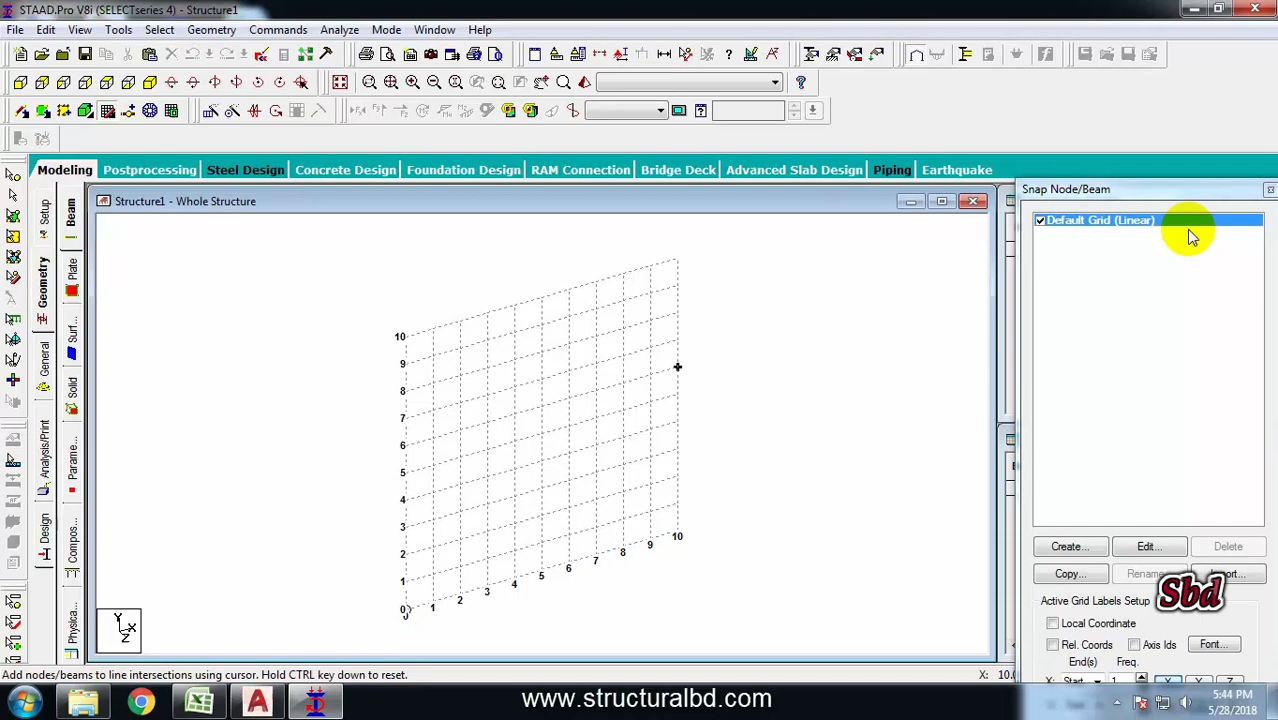 STAAD.Pro V8i (SELECTseries 4) - Structure1
File Edit View Tools Select Geometry Commands Analyze Mode Window Help
Modeling Postprocessing Steel Design Concrete Design Foundation Design RAM Connection Bridge Deck Advanced Slab Design Piping Earthquake
Structure1 - Whole Structure
Snap Node/Beam
Default Grid (Linear)
Setup
Geometry
General
Analysis/Print
Design
Beam
Plate
Surf...
Solid
Parame...
Compos...
Physica...
10
9
8
7
6
5
4
3
2
1
0
0 1 2 3 4 5 6 7 8 9 10
Y
X
Z
Create... Edit... Delete
Copy... Rename...
Sbd
Active Grid Labels Setup
Local Coordinate
Rel. Coords Axis Ids Font...
End(s) Freq.
X: Start 1 X Y Z
Add nodes/beams to line intersections using cursor. Hold CTRL key down to reset.
www.structuralbd.com
5:44 PM
5/28/2018